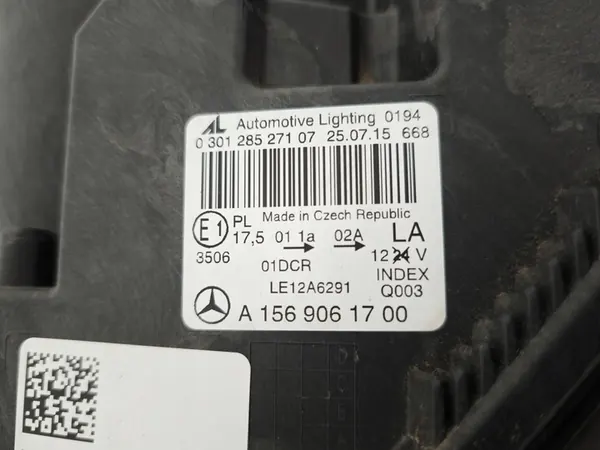 AL Automotive Lighting 0194
0 301 285 271 07 25.07.15 668
E1 PL Made in Czech Republic
17,5 01 1a 02A LA
3506 12 24 V
01DCR INDEX
LE12A6291 Q003
A 156 906 17 00